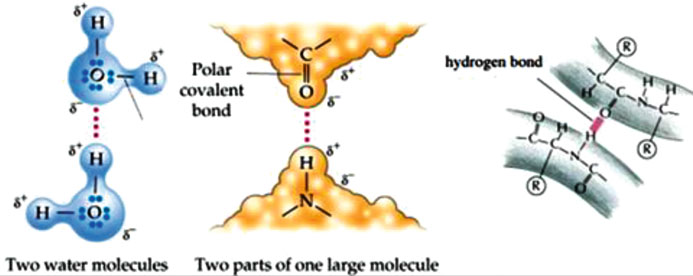 δ⁺
H
δ⁺
O
H
δ⁻
δ⁺
H
δ⁺
H
O
δ⁻
Two water molecules
Polar
covalent
bond
C
δ⁺
O
δ⁻
H
δ⁺
δ⁻
N
Two parts of one large molecule
hydrogen bond
R
H
H
H
C
N
C
O
R
O
H
H
C
N
C
R
O